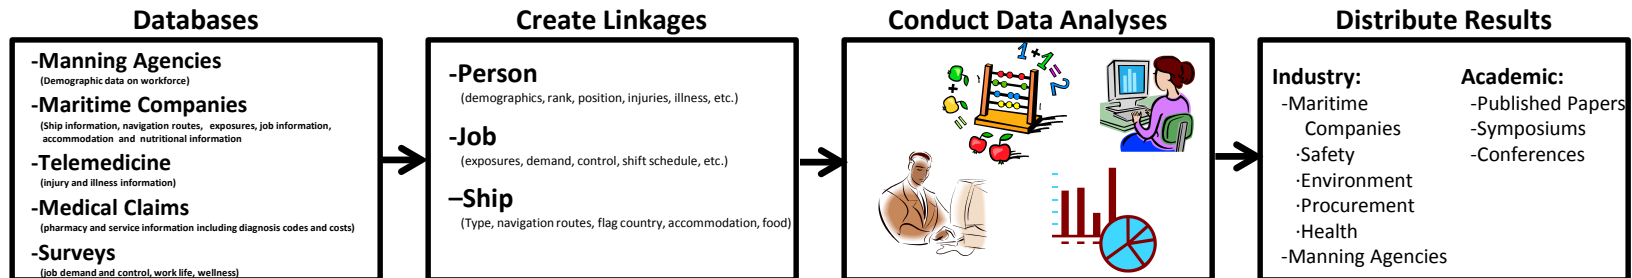 Databases
-Manning Agencies
(Demographic data on workforce)
-Maritime Companies
(Ship information, navigation routes, exposures, job information,
accommodation and nutritional information
-Telemedicine
(injury and illness information)
-Medical Claims
(pharmacy and service information including diagnosis codes and costs)
-Surveys
(job demand and control, work life, wellness)
Create Linkages
-Person
(demographics, rank, position, injuries, illness, etc.)
-Job
(exposures, demand, control, shift schedule, etc.)
–Ship
(Type, navigation routes, flag country, accommodation, food)
Conduct Data Analyses
1+1=2
+
=
Distribute Results
Industry:
-Maritime
Companies
·Safety
·Environment
·Procurement
·Health
-Manning Agencies
Academic:
-Published Papers
-Symposiums
-Conferences